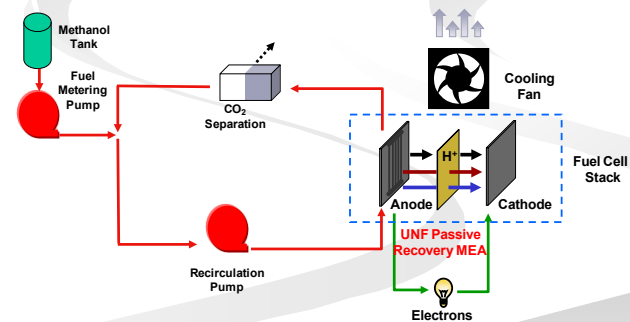 Methanol
Tank
Fuel
Metering
Pump
CO2
Separation
Cooling
Fan
H+
Fuel Cell
Stack
Anode
Cathode
UNF Passive
Recovery MEA
Recirculation
Pump
Electrons